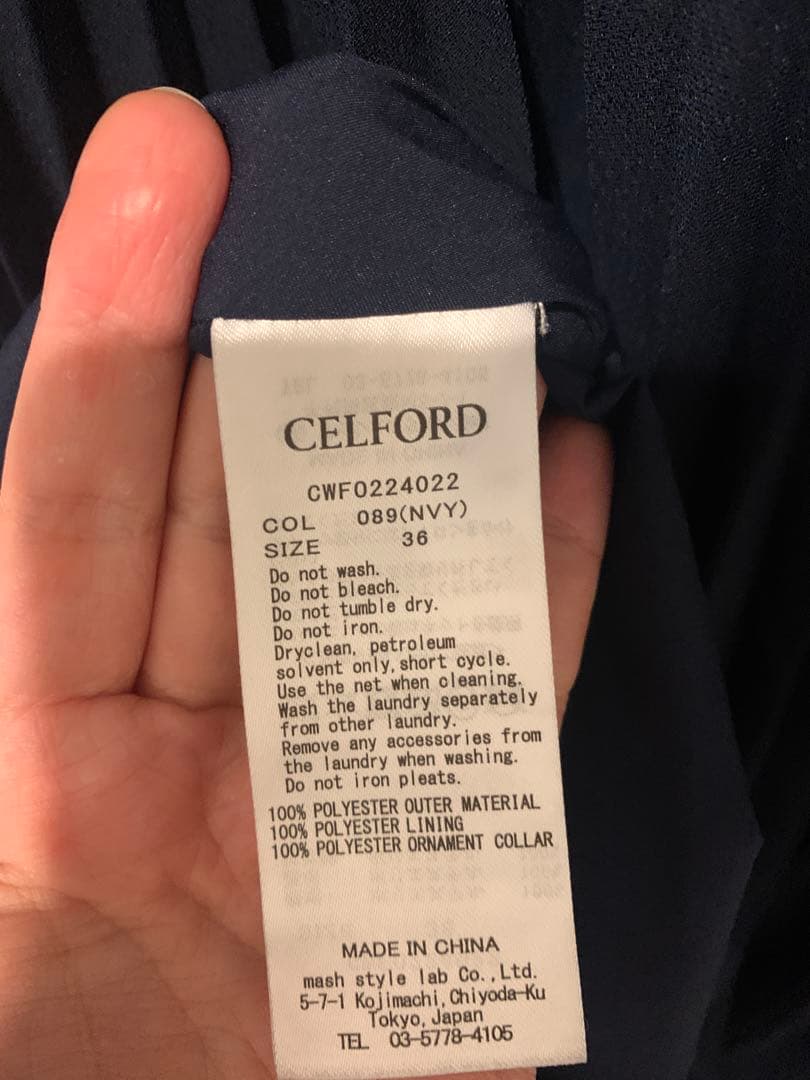 CELFORD
CWF0224022
COL 089(NVY)
SIZE 36
Do not wash.
Do not bleach.
Do not tumble dry.
Do not iron.
Dryclean, petroleum
solvent only,short cycle.
Use the net when cleaning.
Wash the laundry separately
from other laundry.
Remove any accessories from
the laundry when washing.
Do not iron pleats.
100% POLYESTER OUTER MATERIAL
100% POLYESTER LINING
100% POLYESTER ORNAMENT COLLAR
MADE IN CHINA
mash style lab Co.,Ltd.
5-7-1 Kojimachi,Chiyoda-Ku
Tokyo,Japan
TEL 03-5778-4105